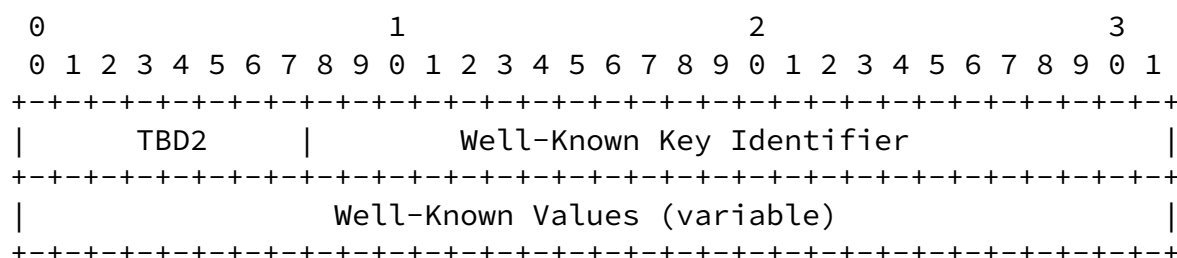 0                   1                   2                   3
 0 1 2 3 4 5 6 7 8 9 0 1 2 3 4 5 6 7 8 9 0 1 2 3 4 5 6 7 8 9 0 1
+-+-+-+-+-+-+-+-+-+-+-+-+-+-+-+-+-+-+-+-+-+-+-+-+-+-+-+-+-+-+-+-+
|      TBD2     |        Well-Known Key Identifier              |
+-+-+-+-+-+-+-+-+-+-+-+-+-+-+-+-+-+-+-+-+-+-+-+-+-+-+-+-+-+-+-+-+
|                 Well-Known Values (variable)                  |
+-+-+-+-+-+-+-+-+-+-+-+-+-+-+-+-+-+-+-+-+-+-+-+-+-+-+-+-+-+-+-+-+